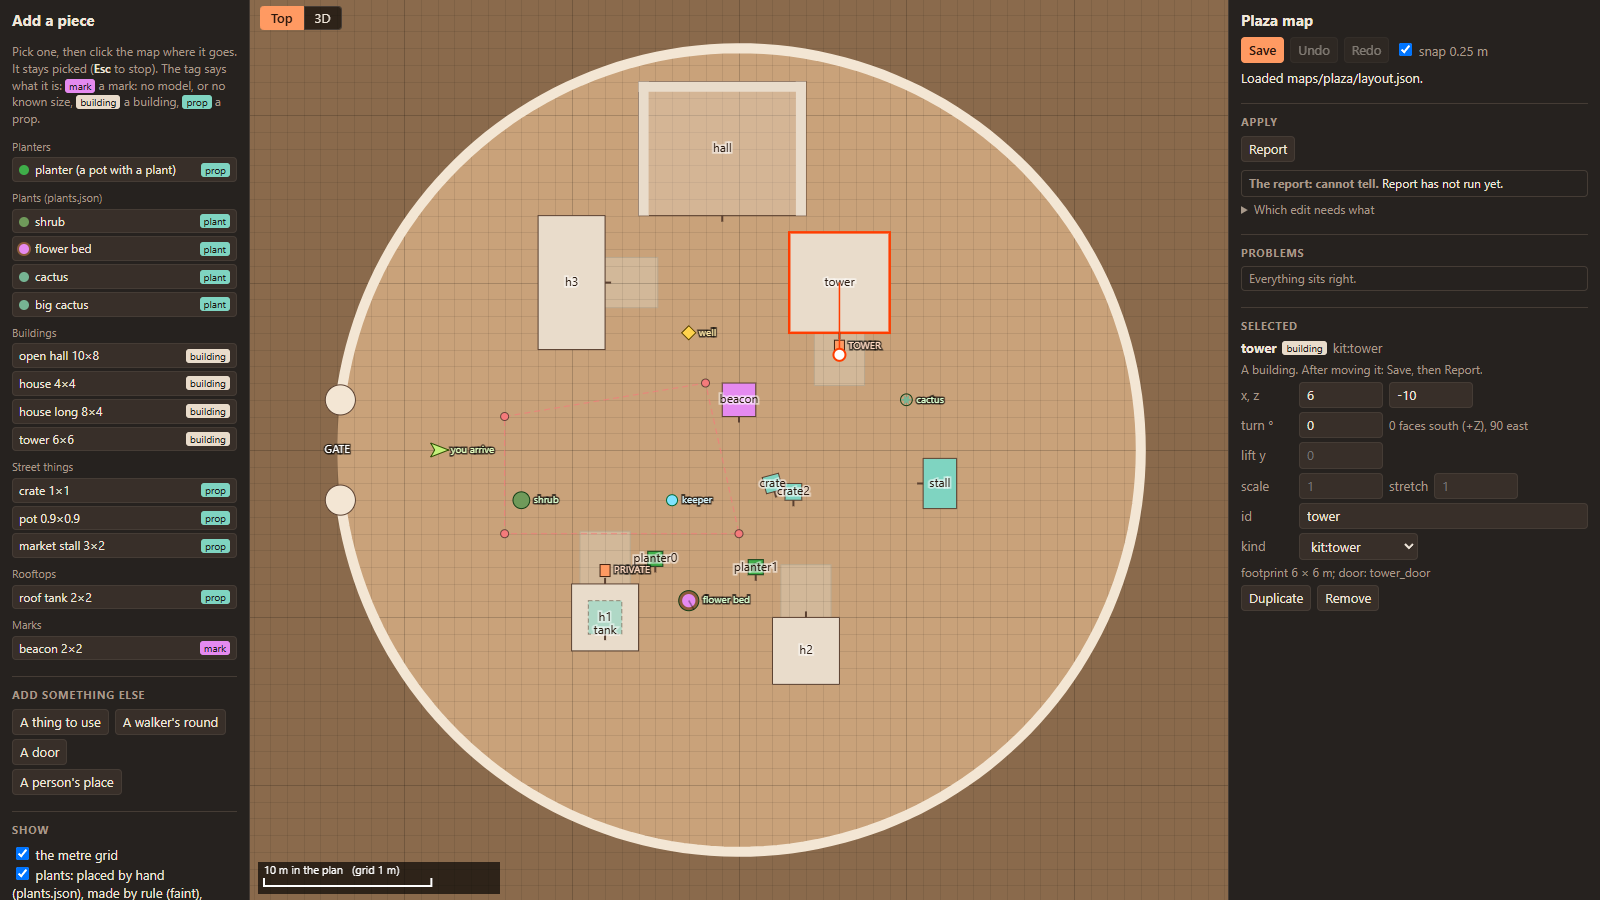 Add a piece
Pick one, then click the map where it goes.
It stays picked (Esc to stop). The tag says
what it is: mark a mark: no model, or no
known size, building a building, prop a
prop.
Planters
planter (a pot with a plant) prop
Plants (plants.json)
shrub plant
flower bed plant
cactus plant
big cactus plant
Buildings
open hall 10×8 building
house 4×4 building
house long 8×4 building
tower 6×6 building
Street things
crate 1×1 prop
pot 0.9×0.9 prop
market stall 3×2 prop
Rooftops
roof tank 2×2 prop
Marks
beacon 2×2 mark
ADD SOMETHING ELSE
A thing to use A walker's round
A door
A person's place
SHOW
the metre grid
plants: placed by hand
(plants.json), made by rule (faint),
Top 3D
hall
h3
tower
well
TOWER
beacon
cactus
GATE
you arrive
crate
crate2
stall
shrub
keeper
planter0
PRIVATE
planter1
flower bed
h1
tank
h2
10 m in the plan (grid 1 m)
Plaza map
Save Undo Redo snap 0.25 m
Loaded maps/plaza/layout.json.
APPLY
Report
The report: cannot tell. Report has not run yet.
Which edit needs what
PROBLEMS
Everything sits right.
SELECTED
tower building kit:tower
A building. After moving it: Save, then Report.
x, z 6 -10
turn ° 0 0 faces south (+Z), 90 east
lift y 0
scale 1 stretch 1
id tower
kind kit:tower
footprint 6 × 6 m; door: tower_door
Duplicate Remove